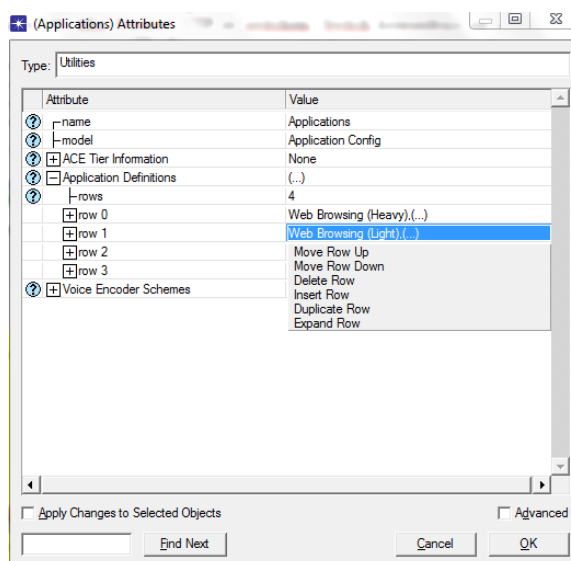 (Applications) Attributes
Type: Utilities
Attribute Value
name Applications
model Application Config
ACE Tier Information None
Application Definitions (...)
rows 4
row 0 Web Browsing (Heavy),(...)
row 1 Web Browsing (Light),(...)
row 2
row 3
Voice Encoder Schemes
Move Row Up
Move Row Down
Delete Row
Insert Row
Duplicate Row
Expand Row
Apply Changes to Selected Objects
Advanced
Find Next
Cancel
OK